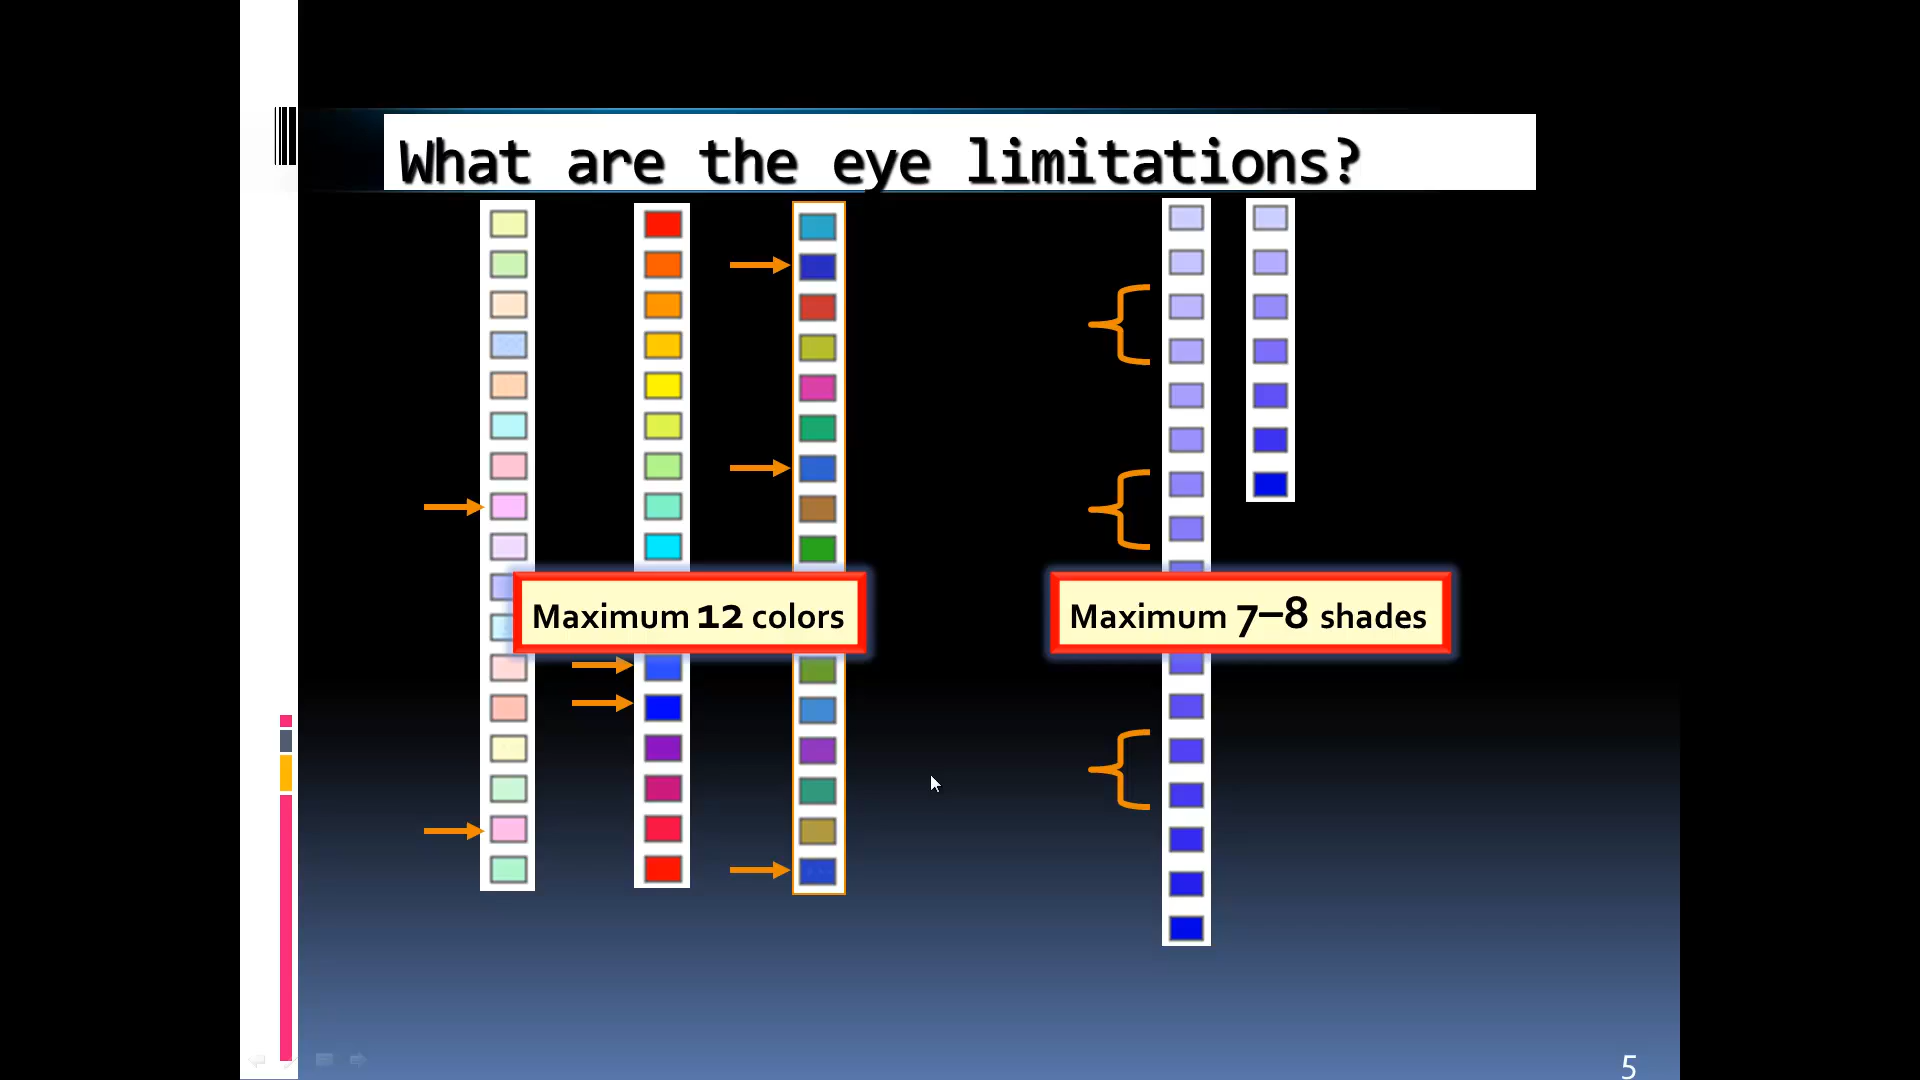 What are the eye limitations?
Maximum 12 colors
Maximum 7–8 shades
5